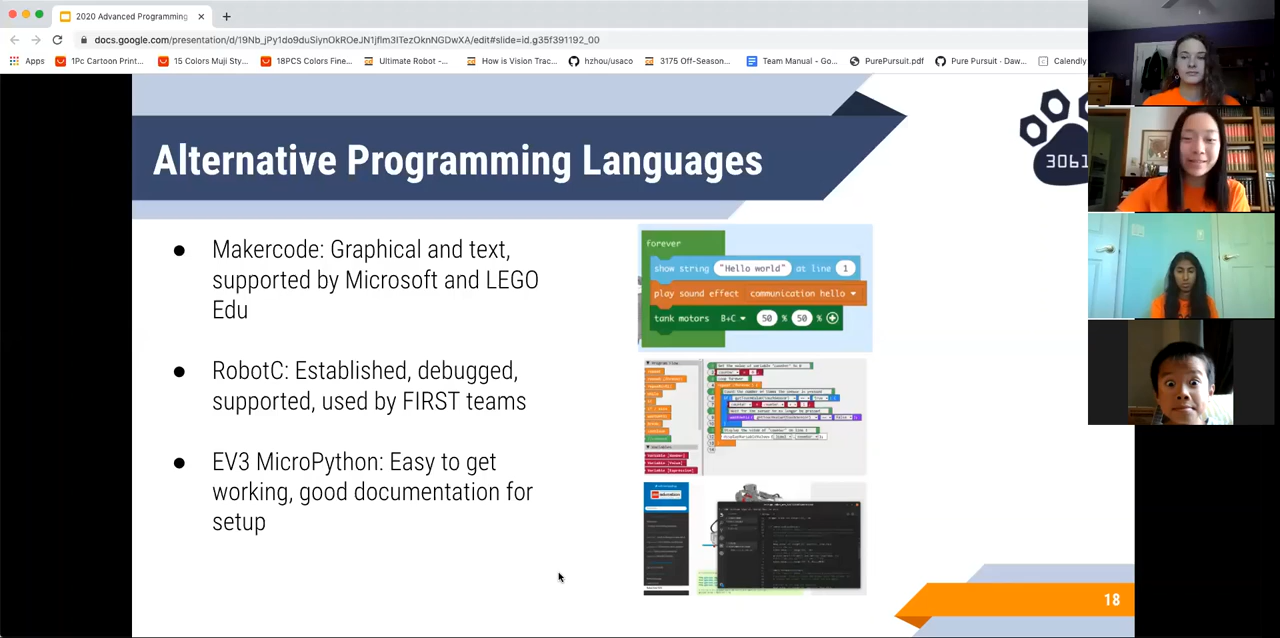 2020 Advanced Programming
docs.google.com/presentation/d/19Nb_jPy1do9duSiynOkROeJN1jflm3ITezOknNGDwXA/edit#slide=id.g35f391192_00
Apps
1Pc Cartoon Print...
15 Colors Muji Sty...
18PCS Colors Fine...
Ultimate Robot -...
How is Vision Trac...
hzhou/usaco
3175 Off-Season...
Team Manual - Go...
PurePursuit.pdf
Pure Pursuit - Daw...
Calendly
Alternative Programming Languages
3061
● Makercode: Graphical and text,
supported by Microsoft and LEGO
Edu
● RobotC: Established, debugged,
supported, used by FIRST teams
● EV3 MicroPython: Easy to get
working, good documentation for
setup
forever
show string "Hello world" at line 1
play sound effect communication hello
tank motors B+C 50 % 50 %
18